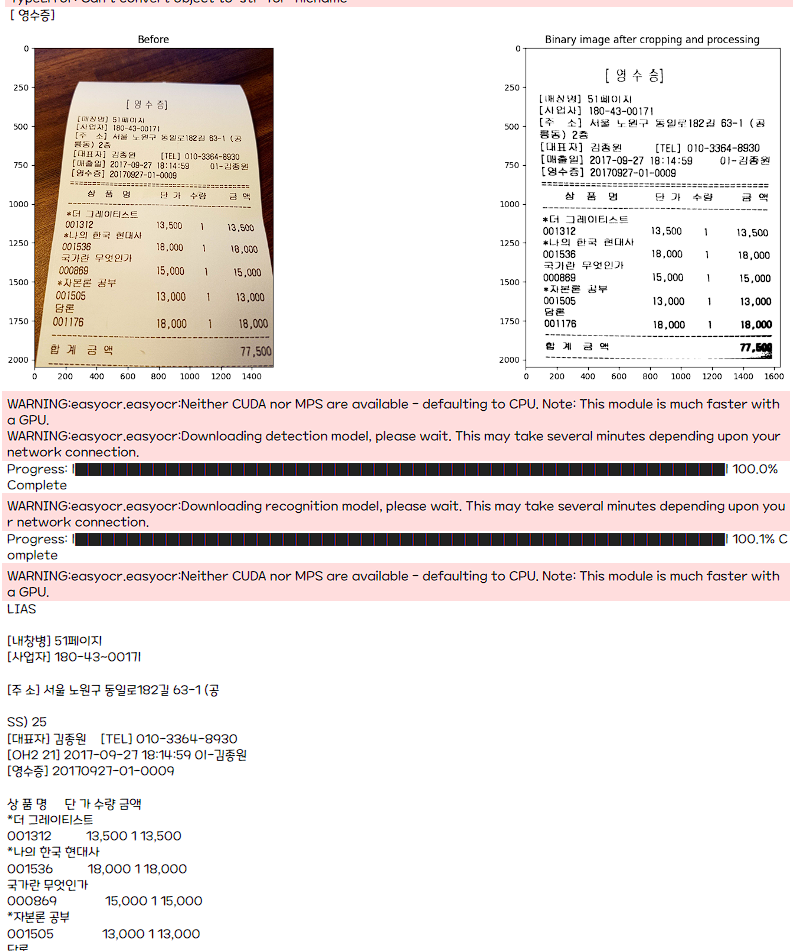 TypeError: Can't convert object to 'str' for 'filename'
[ 영수증]
Before
0
250
500
750
1000
1250
1500
1750
2000
0 200 400 600 800 1000 1200 1400
[ 영 수 증]
[매장명] 51페이지
[사업자] 180-43-00171
[주 소] 서울 노원구 동일로182길 63-1 (공
릉동) 2층
[대표자] 김종원 [TEL] 010-3364-8930
[매출일] 2017-09-27 18:14:59 01-김종원
[영수증] 20170927-01-0009
상 품 명 단 가 수량 금 액
*더 그레이티스트
001312 13,500 1 13,500
*나의 한국 현대사
001536 18,000 1 18,000
국가란 무엇인가
000869 15,000 1 15,000
*자본론 공부
001505 13,000 1 13,000
담론
001176 18,000 1 18,000
합 계 금 액 77,500
Binary image after cropping and processing
0
250
500
750
1000
1250
1500
1750
2000
0 200 400 600 800 1000 1200 1400 1600
[ 영 수 증]
[매장명] 51페이지
[사업자] 180-43-00171
[주 소] 서울 노원구 동일로182길 63-1 (공
릉동) 2층
[대표자] 김종원 [TEL] 010-3364-8930
[매출일] 2017-09-27 18:14:59 01-김종원
[영수증] 20170927-01-0009
상 품 명 단 가 수량 금 액
*더 그레이티스트
001312 13,500 1 13,500
*나의 한국 현대사
001536 18,000 1 18,000
국가란 무엇인가
000869 15,000 1 15,000
*자본론 공부
001505 13,000 1 13,000
담론
001176 18,000 1 18,000
합 계 금 액 77,500
WARNING:easyocr.easyocr:Neither CUDA nor MPS are available - defaulting to CPU. Note: This module is much faster with
a GPU.
WARNING:easyocr.easyocr:Downloading detection model, please wait. This may take several minutes depending upon your
network connection.
Progress: | | 100.0%
Complete
WARNING:easyocr.easyocr:Downloading recognition model, please wait. This may take several minutes depending upon you
r network connection.
Progress: | | 100.1% C
omplete
WARNING:easyocr.easyocr:Neither CUDA nor MPS are available - defaulting to CPU. Note: This module is much faster with
a GPU.
LIAS
[내창병] 51페이지
[사업자] 180-43~0017l
[주 소] 서울 노원구 동일로182길 63-1 (공
SS) 25
[대표자] 김종원 [TEL] 010-3364-8930
[OH2 21] 2017-09-27 18:14:59 0l-김종원
[영수증] 20170927-01-0009
상 품 명 단 가 수량 금액
*더 그레이티스트
001312 13,500 1 13,500
*나의 한국 현대사
001536 18,000 1 18,000
국가란 무엇인가
000869 15,000 1 15,000
*자본론 공부
001505 13,000 1 13,000
담론